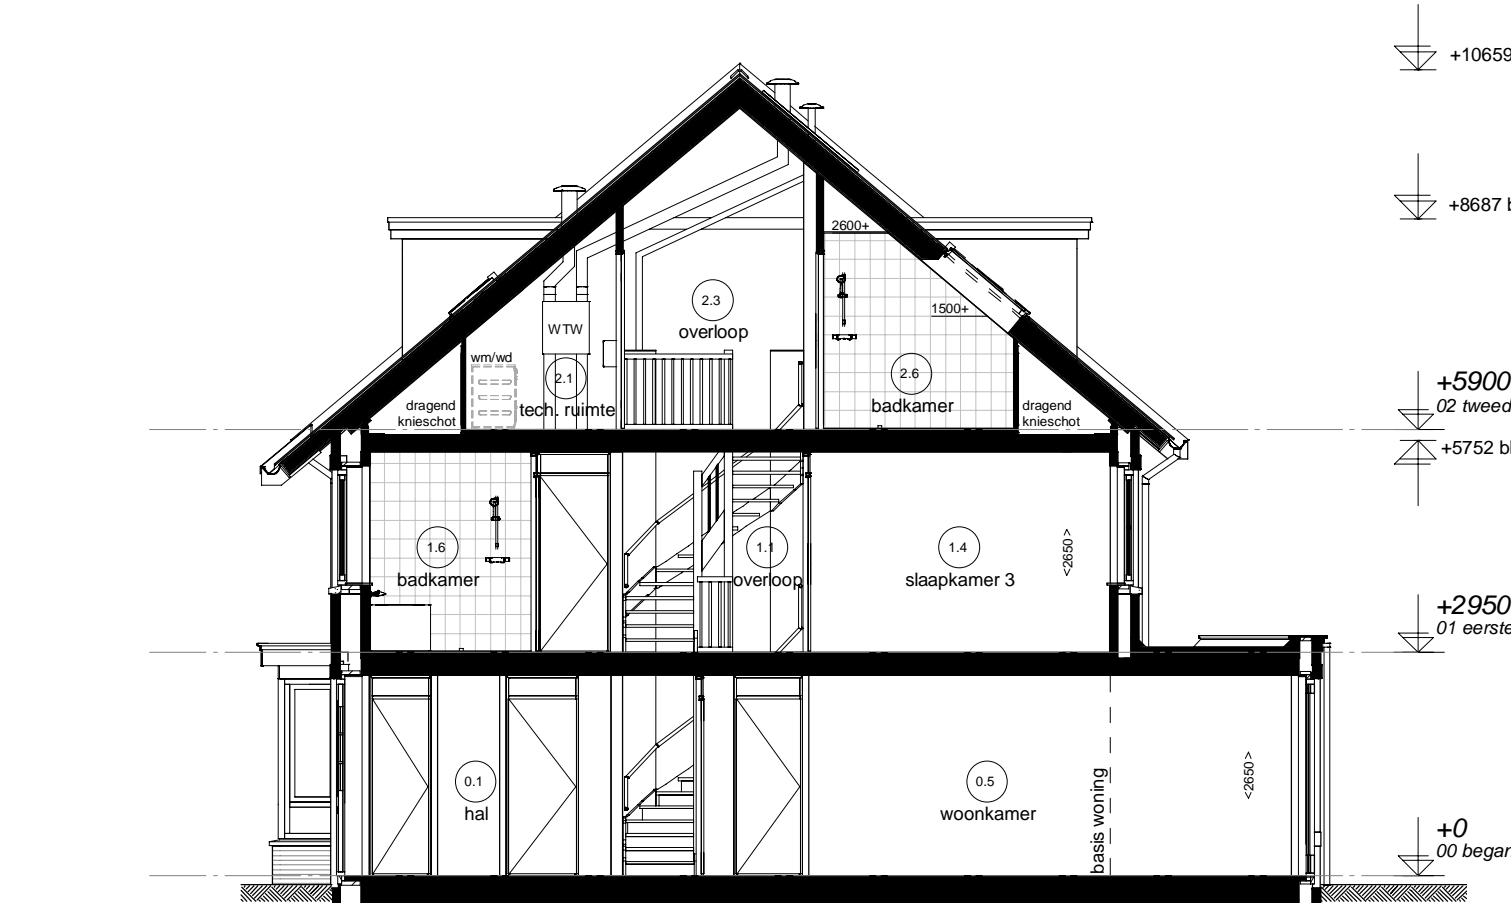 +10659
+8687 b
2600+
2.3
overloop
1500+
WTW
wm/wd
2.1
tech. ruimte
2.6
badkamer
dragend
knieschot
dragend
knieschot
+5900
02 tweed
+5752 bl
1.6
badkamer
1.1
overloop
1.4
slaapkamer 3
<2650>
+2950
01 eerste
0.1
hal
0.5
woonkamer
basis woning
<2650>
+0
00 began